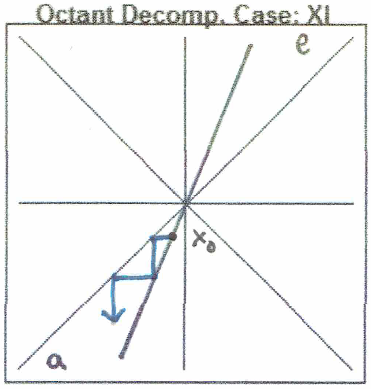 Octant Decomp. Case: XI
e
x₀
a